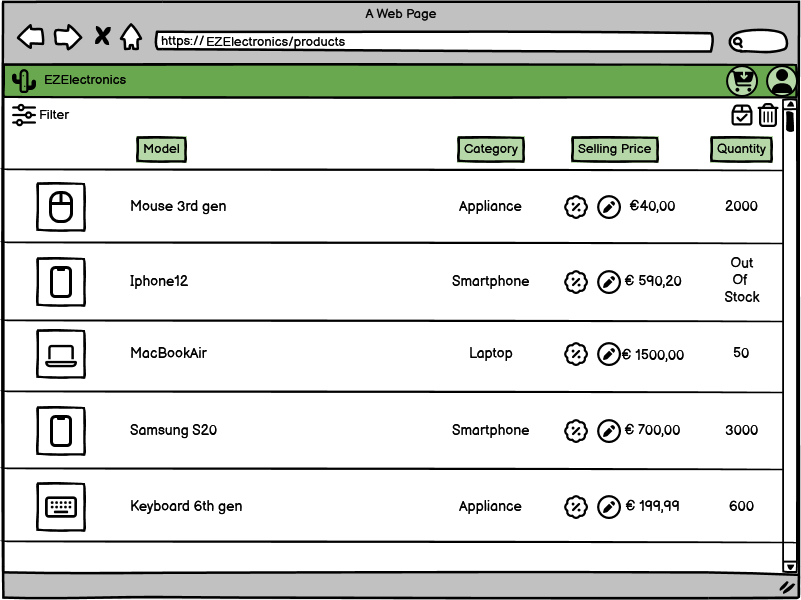 A Web Page
https://EZElectronics/products
EZElectronics
Filter
Model Category Selling Price Quantity
Mouse 3rd gen Appliance €40,00 2000
Iphone12 Smartphone € 590,20 Out
Of
Stock
MacBookAir Laptop € 1500,00 50
Samsung S20 Smartphone € 700,00 3000
Keyboard 6th gen Appliance € 199,99 600